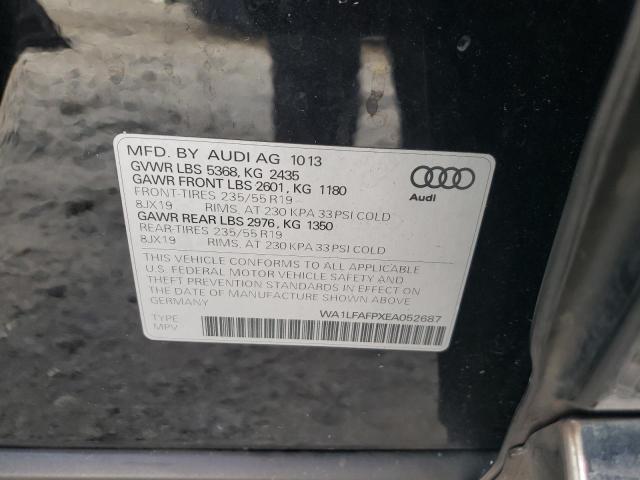 MFD. BY AUDI AG 10 13
GVWR LBS 5368, KG 2435
GAWR FRONT LBS 2601, KG 1180
FRONT-TIRES 235/55 R19
8JX19 RIMS, AT 230 KPA 33 PSI COLD
GAWR REAR LBS 2976, KG 1350
REAR-TIRES 235/55 R19
8JX19 RIMS, AT 230 KPA 33 PSI COLD
Audi
THIS VEHICLE CONFORMS TO ALL APPLICABLE
U.S. FEDERAL MOTOR VEHICLE SAFETY AND
THEFT PREVENTION STANDARDS IN EFFECT ON
THE DATE OF MANUFACTURE SHOWN ABOVE.
GERMANY
WA1LFAFPXEA052687
TYPE
MPV